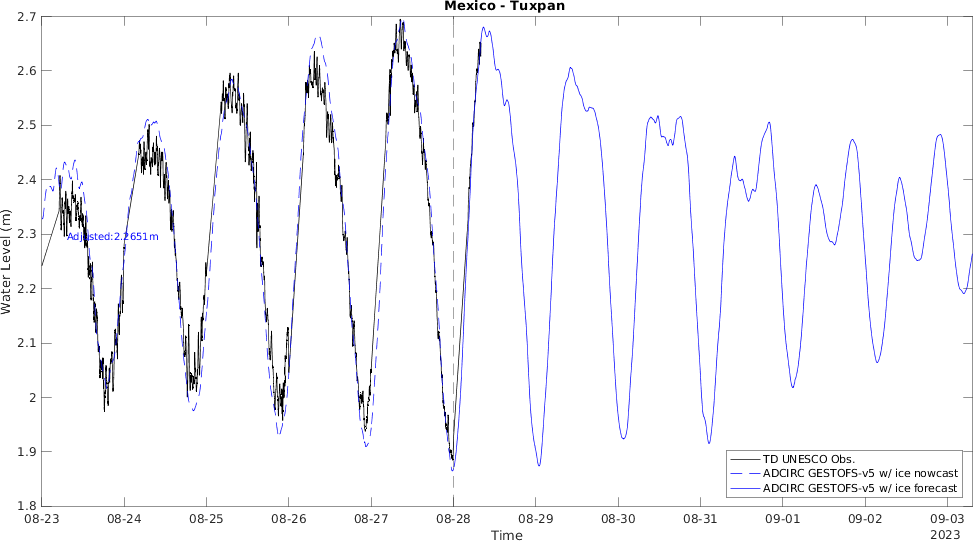 Mexico - Tuxpan
2.7
2.6
2.5
2.4
2.3
2.2
2.1
2
1.9
1.8
Water Level (m)
Adjusted:2.2651m
TD UNESCO Obs.
ADCIRC GESTOFS-v5 w/ ice nowcast
ADCIRC GESTOFS-v5 w/ ice forecast
08-23 08-24 08-25 08-26 08-27 08-28 08-29 08-30 08-31 09-01 09-02 09-03
Time 2023